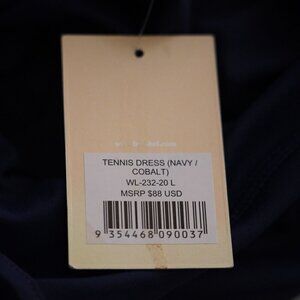 TENNIS DRESS (NAVY /
COBALT)
WL-232-20 L
MSRP $88 USD
9 354468 090037